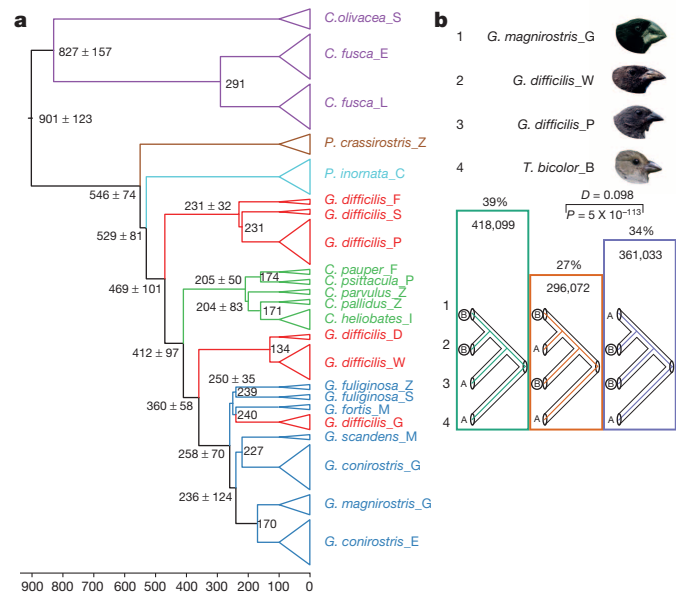 a
C.olivacea_S
827 ± 157
C. fusca_E
291
C. fusca_L
901 ± 123
P. crassirostris_Z
P. inornata_C
546 ± 74
529 ± 81
G. difficilis_F
231 ± 32
G. difficilis_S
231
G. difficilis_P
469 ± 101
C. pauper_F
205 ± 50
174
C. psittacula_P
C. parvulus_Z
204 ± 83
C. pallidus_Z
171
C. heliobates_I
G. difficilis_D
134
412 ± 97
G. difficilis_W
250 ± 35
G. fuliginosa_Z
239
G. fuliginosa_S
360 ± 58
G. fortis_M
240
G. difficilis_G
G. scandens_M
258 ± 70
227
G. conirostris_G
236 ± 124
G. magnirostris_G
170
G. conirostris_E
900 800 700 600 500 400 300 200 100 0
b
1 G. magnirostris_G
2 G. difficilis_W
3 G. difficilis_P
4 T. bicolor_B
D = 0.098
P = 5 X 10⁻¹¹³
39%
418,099
27%
296,072
34%
361,033
1 B B A
2 B A B
3 A B B
4 A A A